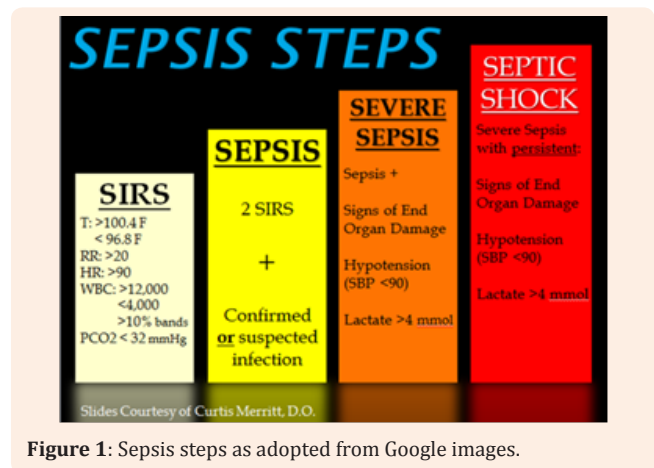 SEPSIS STEPS
SIRS
T: >100.4 F
< 96.8 F
RR: >20
HR: >90
WBC: >12,000
<4,000
>10% bands
PCO2 < 32 mmHg
SEPSIS
2 SIRS
+
Confirmed
or suspected
infection
SEVERE
SEPSIS
Sepsis +
Signs of End
Organ Damage
Hypotension
(SBP <90)
Lactate >4 mmol
SEPTIC
SHOCK
Severe Sepsis
with persistent:
Signs of End
Organ Damage
Hypotension
(SBP <90)
Lactate >4 mmol
Slides Courtesy of Curtis Merritt, D.O.
Figure 1: Sepsis steps as adopted from Google images.